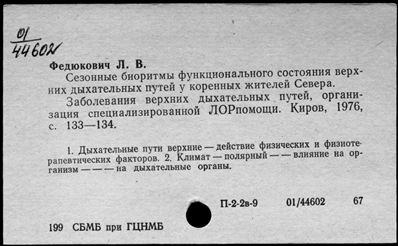 01/
44602
Федюкович Л. В.
Сезонные биоритмы функционального состояния верх-
них дыхательных путей у коренных жителей Севера.
Заболевания верхних дыхательных путей, органи-
зация специализированной ЛОРпомощи. Киров, 1976,
с. 133—134.
1. Дыхательные пути верхние — действие физических и физиоте-
рапевтических факторов. 2. Климат — полярный — — влияние на ор-
ганизм — — — на дыхательные органы.
П-2-2в-9 01/44602 67
199 СБМБ при ГЦНМБ